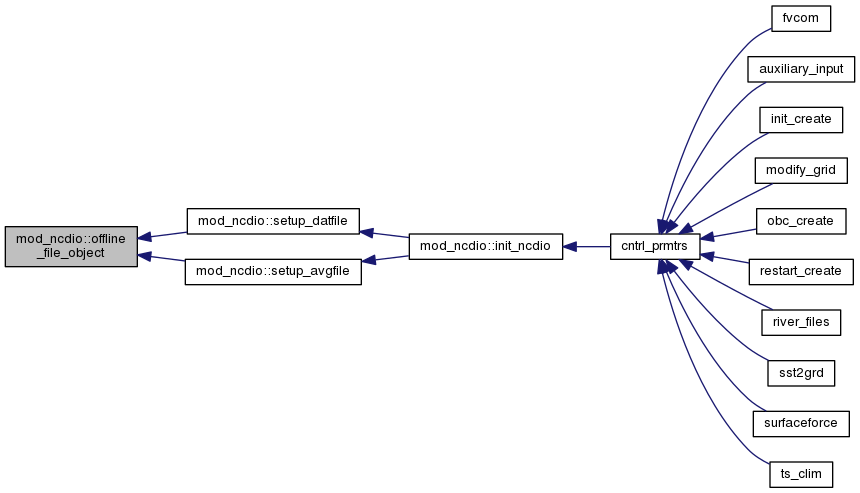 fvcom
auxiliary_input
init_create
modify_grid
mod_ncdio::setup_datfile
obc_create
mod_ncdio::offline
_file_object
mod_ncdio::init_ncdio
cntrl_prmtrs
mod_ncdio::setup_avgfile
restart_create
river_files
sst2grd
surfaceforce
ts_clim